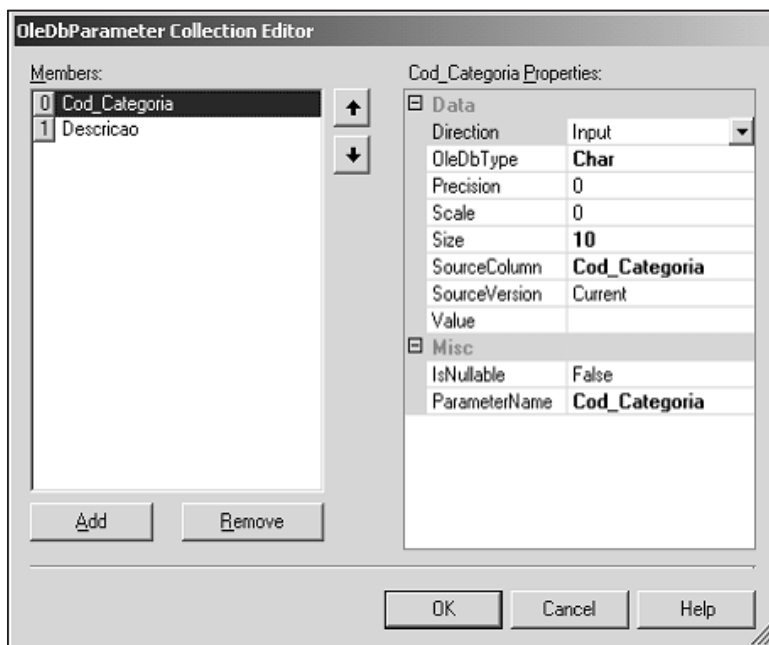 OleDbParameter Collection Editor
Members:
0 Cod_Categoria
1 Descricao
Add Remove
Cod_Categoria Properties:
Data
Direction Input
OleDbType Char
Precision 0
Scale 0
Size 10
SourceColumn Cod_Categoria
SourceVersion Current
Value
Misc
IsNullable False
ParameterName Cod_Categoria
OK Cancel Help